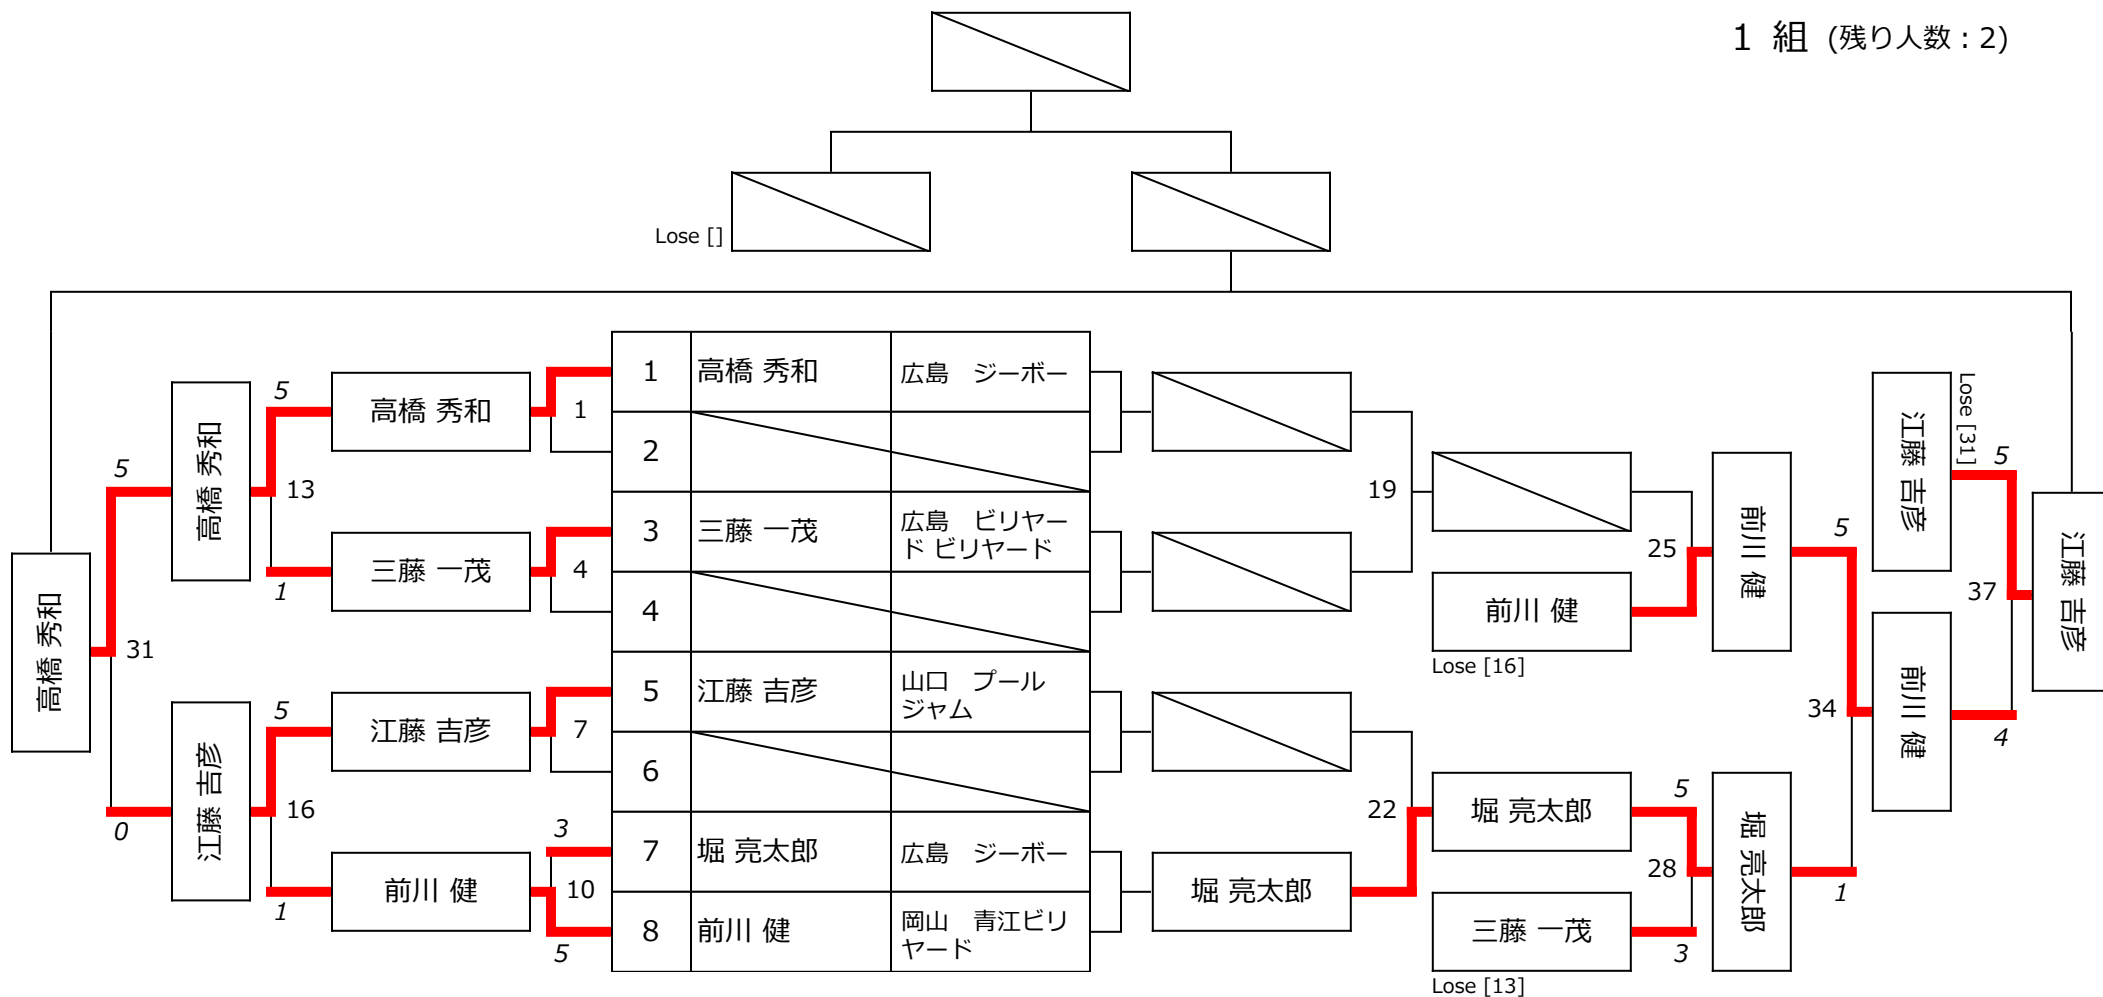 1 組 (残り人数：2)
Lose []
1 高橋 秀和 広島　ジーボー
2
3 三藤 一茂 広島　ビリヤー
ド ビリヤード
4
5 江藤 吉彦 山口　プール
ジャム
6
7 堀 亮太郎 広島　ジーボー
8 前川 健 岡山　青江ビリ
ヤード
高橋 秀和
1
三藤 一茂
4
江藤 吉彦
7
前川 健
3
10
5
高橋 秀和
5
13
1
江藤 吉彦
5
16
1
高橋 秀和
5
31
0
19
堀 亮太郎
22
前川 健
Lose [16]
25
堀 亮太郎
5
28
三藤 一茂
3
Lose [13]
前川 健
5
34
堀 亮太郎
1
江藤 吉彦
Lose [31]
5
37
前川 健
4
江藤 吉彦